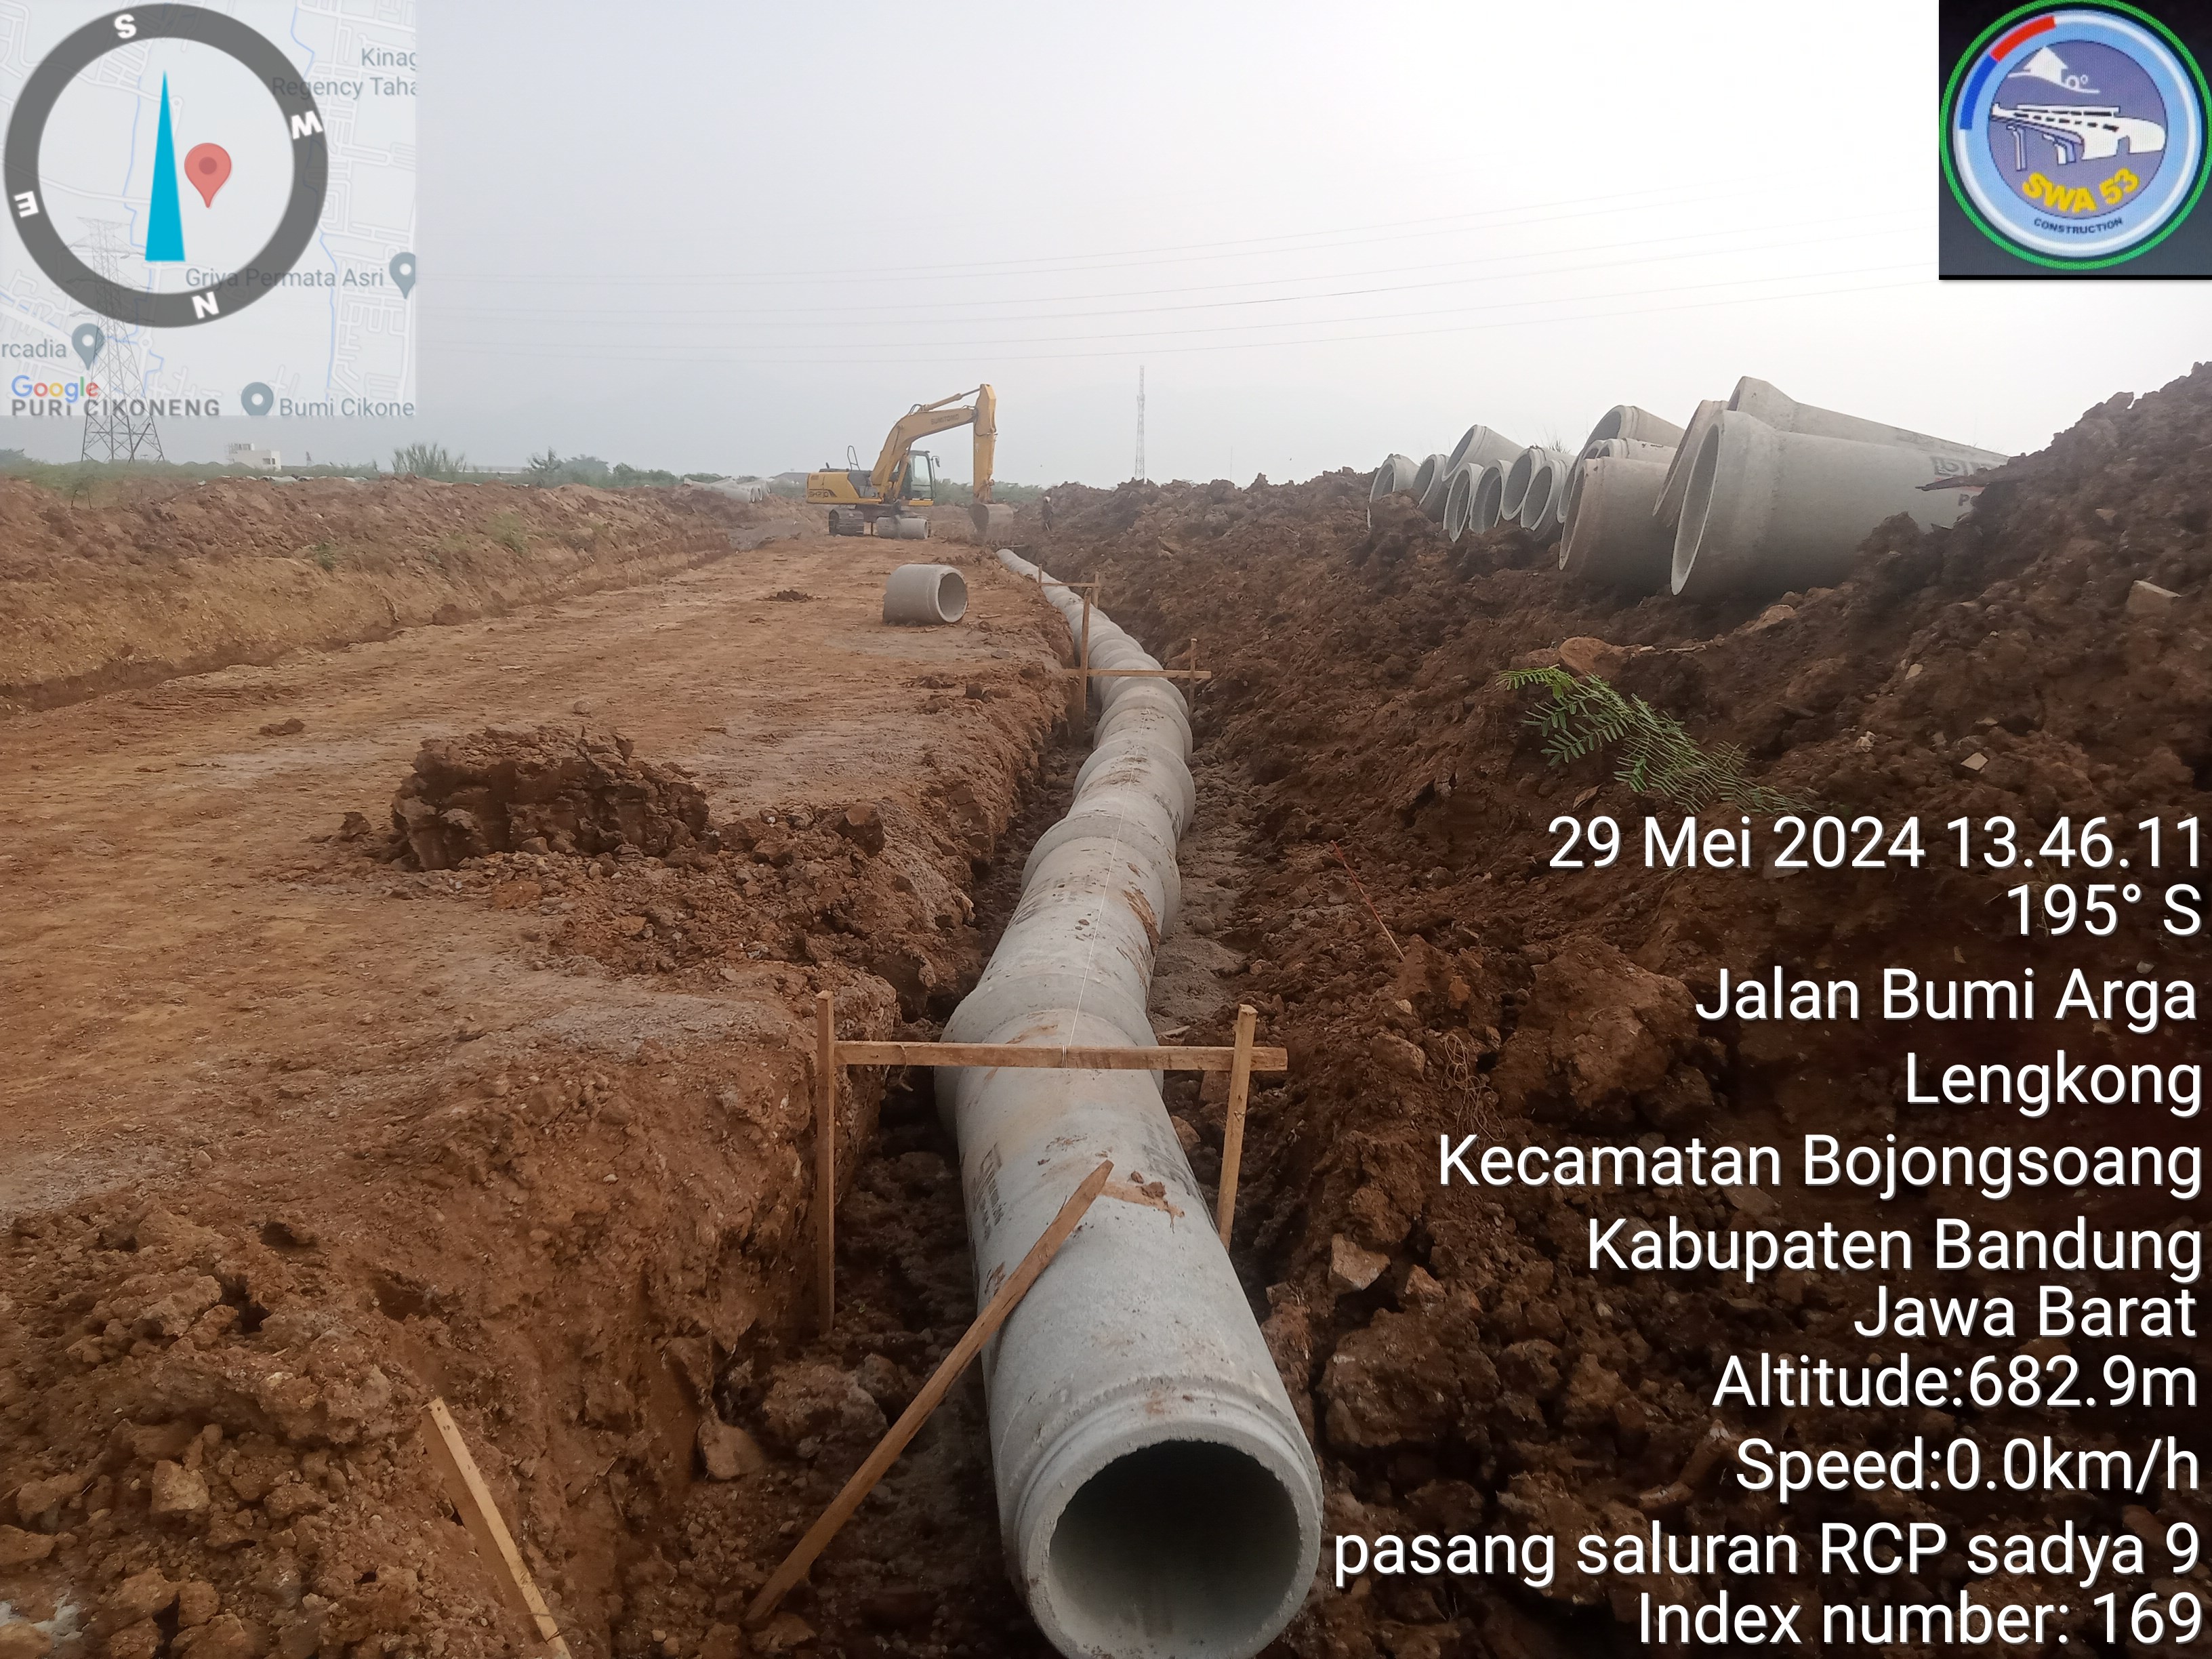 S
W
E
N
Kinag
Regency Taha
Griya Permata Asri
rcadia
Google
PURI CIKONENG
Bumi Cikone
SWA 53
CONSTRUCTION
29 Mei 2024 13.46.11
195° S
Jalan Bumi Arga
Lengkong
Kecamatan Bojongsoang
Kabupaten Bandung
Jawa Barat
Altitude:682.9m
Speed:0.0km/h
pasang saluran RCP sadya 9
Index number: 169